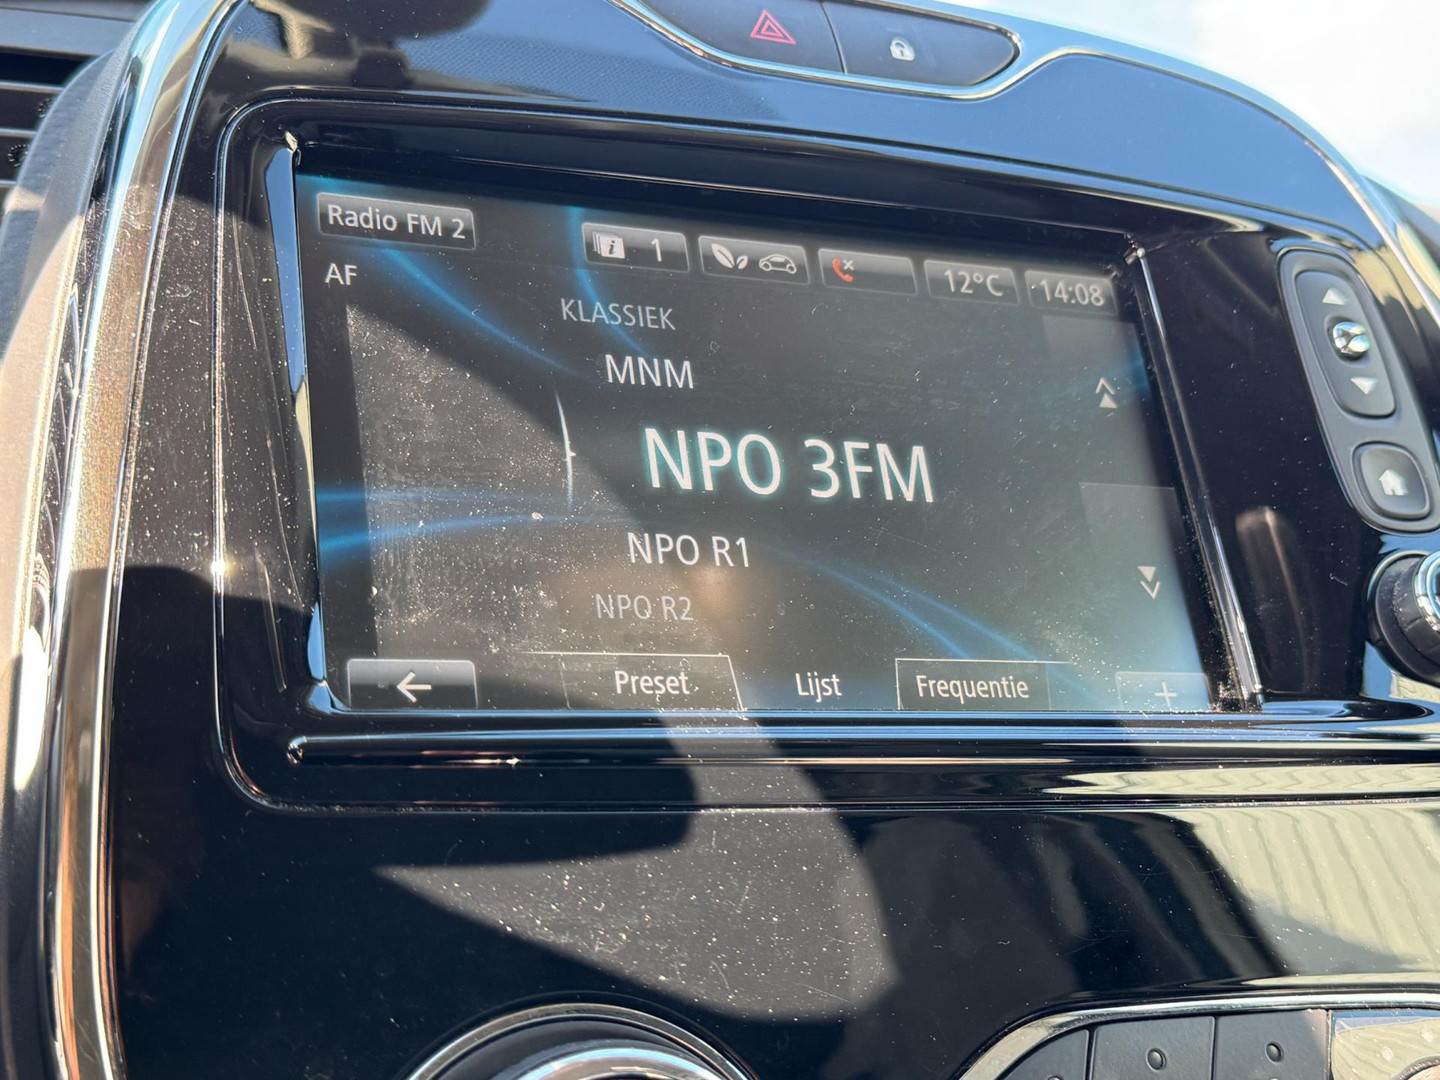 Radio FM 2
1
12°C
14:08
AF
KLASSIEK
MNM
NPO 3FM
NPO R1
NPO R2
Preset
Lijst
Frequentie
+